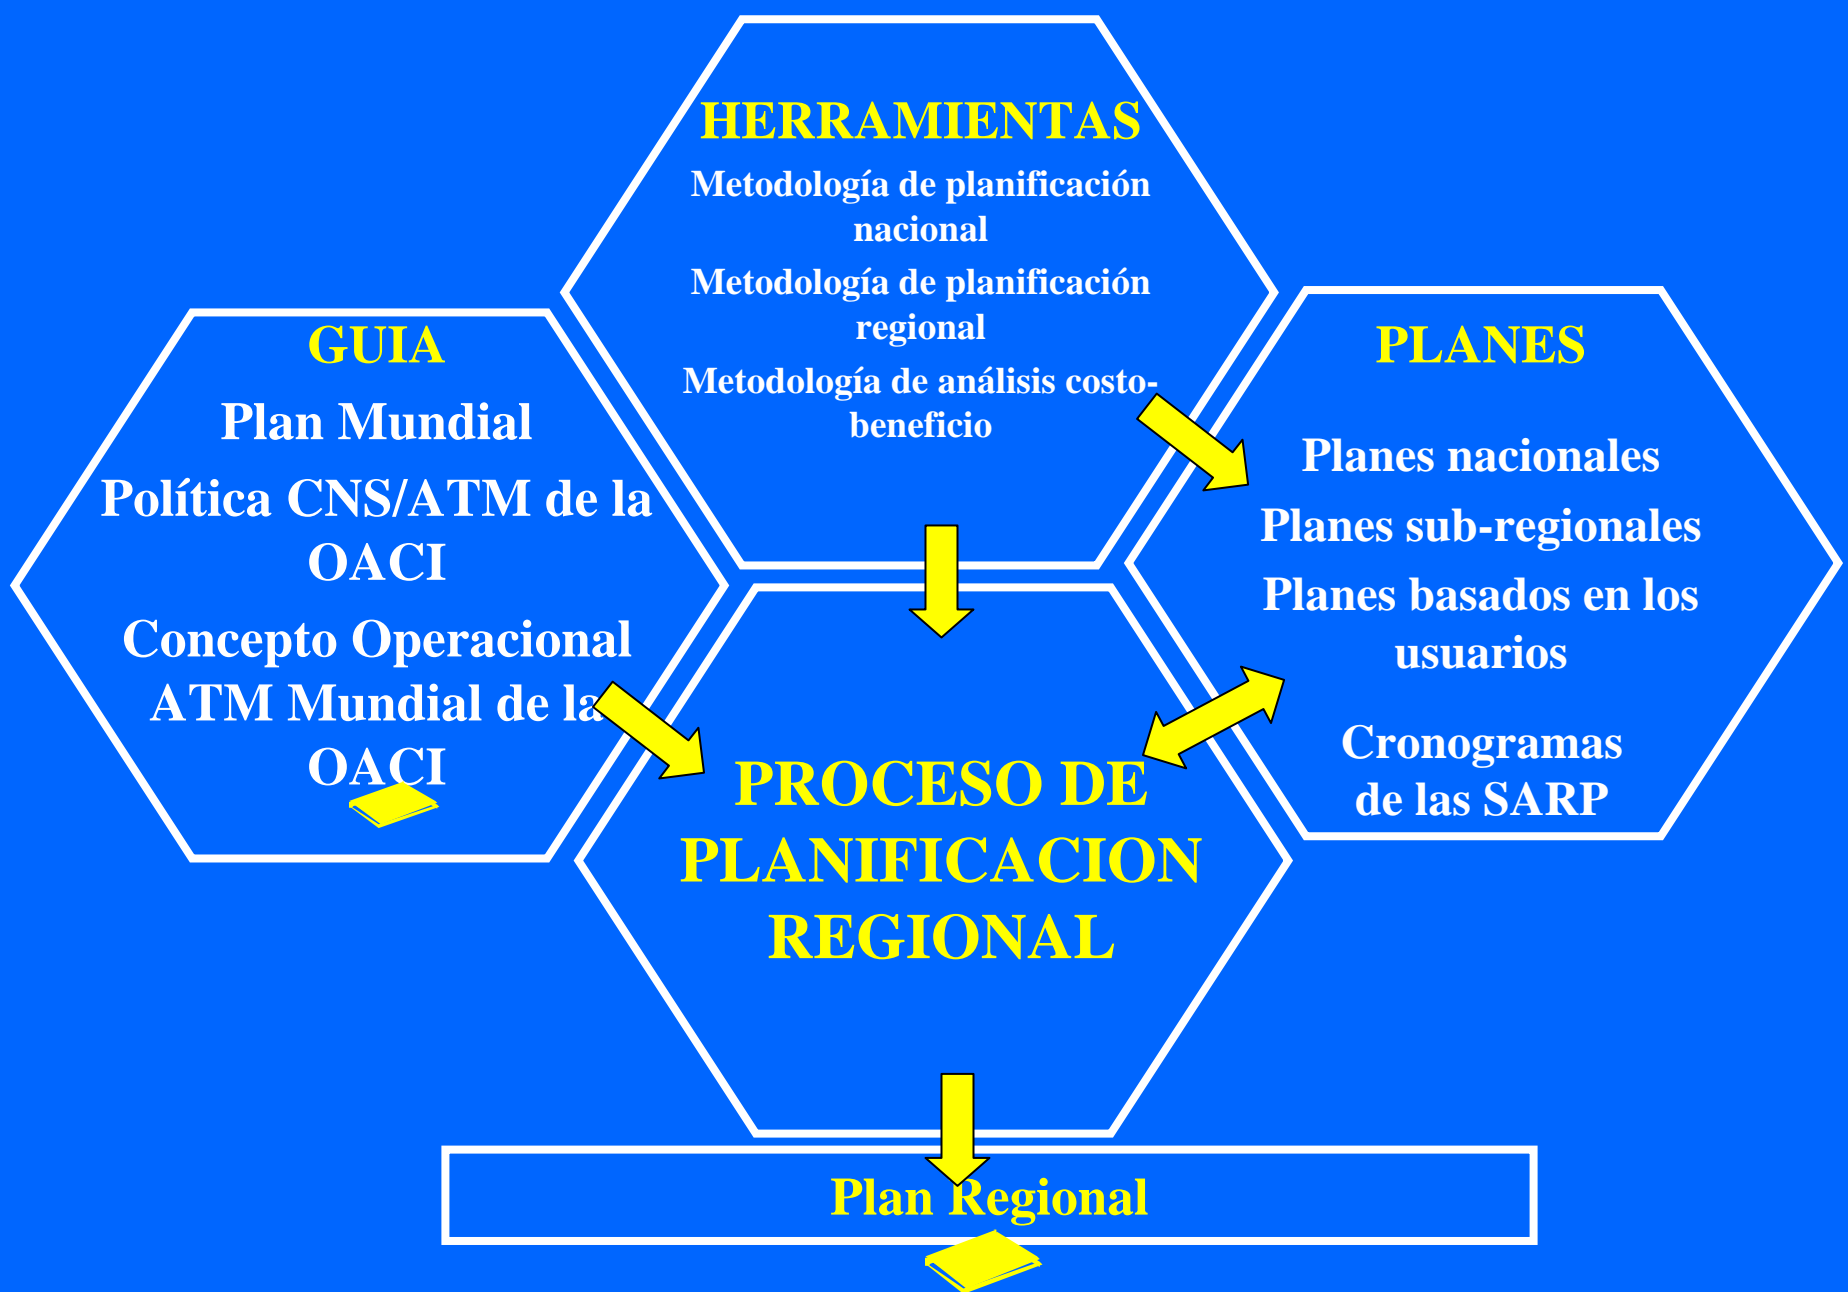 HERRAMIENTAS
Metodología de planificación
nacional
Metodología de planificación
regional
Metodología de análisis costo-
beneficio
GUIA
Plan Mundial
Política CNS/ATM de la
OACI
Concepto Operacional
ATM Mundial de la
OACI
PLANES
Planes nacionales
Planes sub-regionales
Planes basados en los
usuarios
Cronogramas
de las SARP
PROCESO DE
PLANIFICACION
REGIONAL
Plan Regional